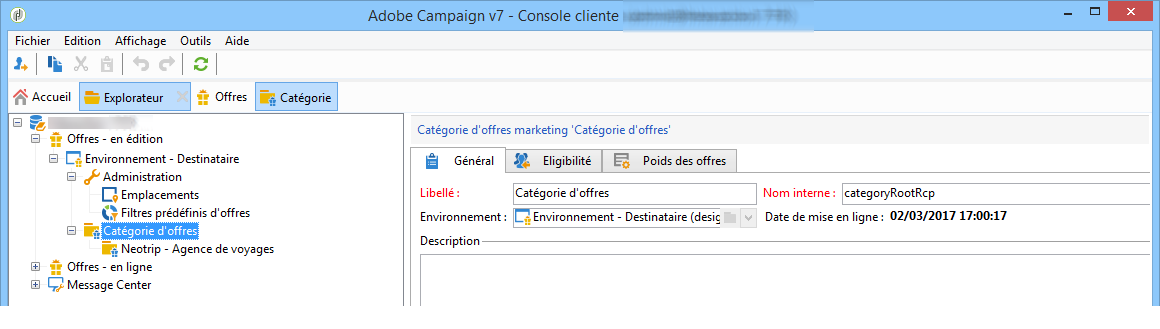 Adobe Campaign v7 - Console cliente
Fichier Edition Affichage Outils Aide
Accueil Explorateur Offres Catégorie
Offres - en édition
Environnement - Destinataire
Administration
Emplacements
Filtres prédéfinis d'offres
Catégorie d'offres
Neotrip - Agence de voyages
Offres - en ligne
Message Center
Catégorie d'offres marketing 'Catégorie d'offres'
Général Eligibilité Poids des offres
Libellé : Catégorie d'offres Nom interne : categoryRootRcp
Environnement : Environnement - Destinataire (desig Date de mise en ligne : 02/03/2017 17:00:17
Description